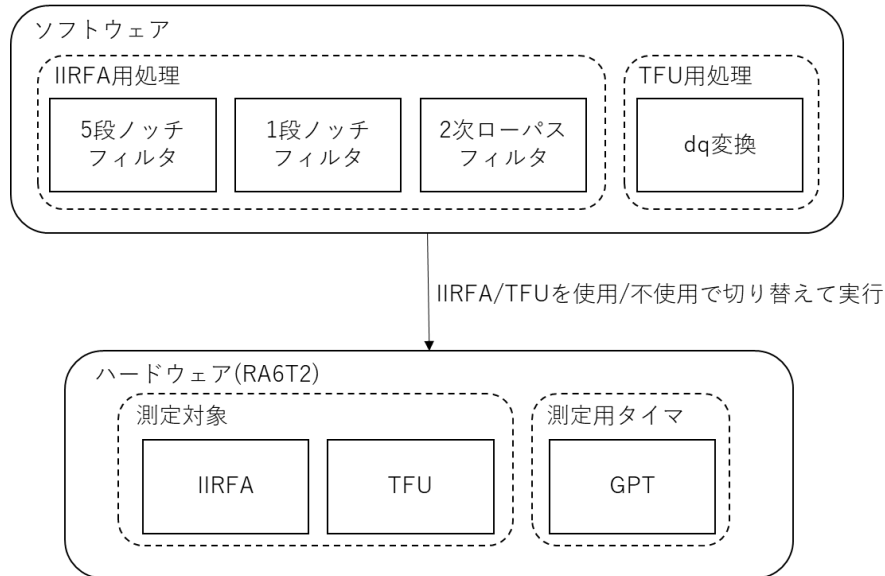 ソフトウェア
IIRFA用処理
5段ノッチ
フィルタ
1段ノッチ
フィルタ
2次ローパス
フィルタ
TFU用処理
dq変換
IIRFA/TFUを使用/不使用で切り替えて実行
ハードウェア(RA6T2)
測定対象
IIRFA
TFU
測定用タイマ
GPT